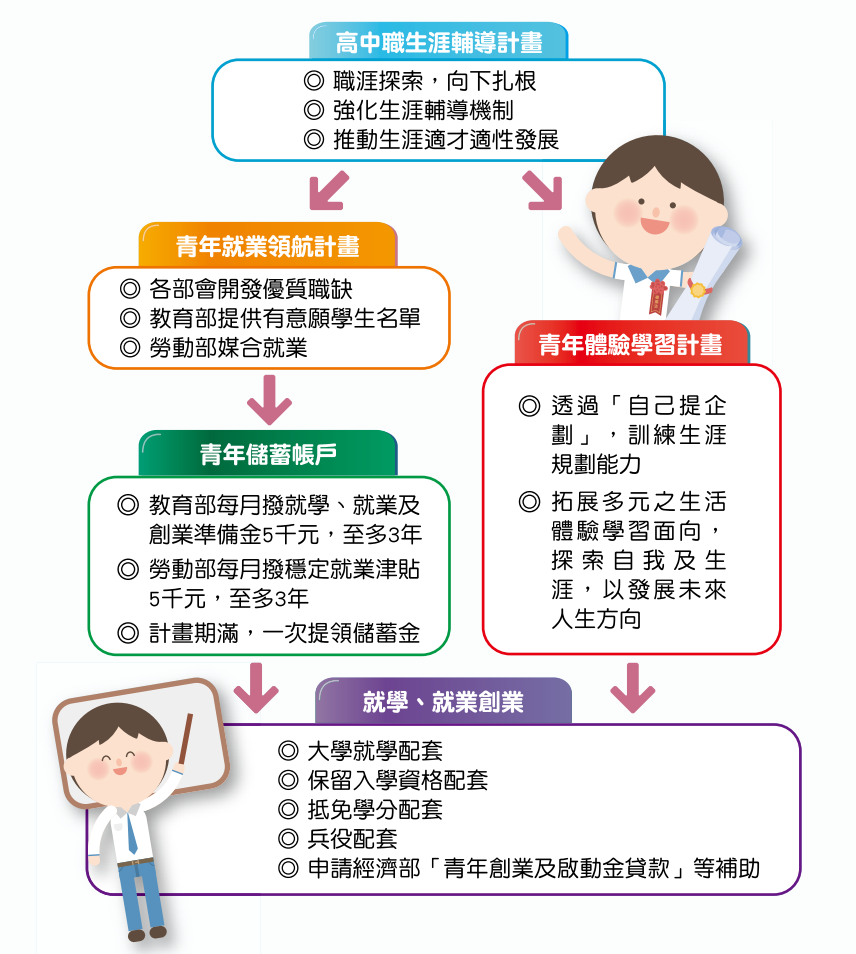 高中職生涯輔導計畫
◎ 職涯探索，向下扎根
◎ 強化生涯輔導機制
◎ 推動生涯適才適性發展
青年就業領航計畫
◎ 各部會開發優質職缺
◎ 教育部提供有意願學生名單
◎ 勞動部媒合就業
青年儲蓄帳戶
◎ 教育部每月撥就學、就業及
創業準備金5千元，至多3年
◎ 勞動部每月撥穩定就業津貼
5千元，至多3年
◎ 計畫期滿，一次提領儲蓄金
青年體驗學習計畫
◎ 透過「自己提企
劃」，訓練生涯
規劃能力
◎ 拓展多元之生活
體驗學習面向，
探索自我及生
涯，以發展未來
人生方向
就學、就業創業
◎ 大學就學配套
◎ 保留入學資格配套
◎ 抵免學分配套
◎ 兵役配套
◎ 申請經濟部「青年創業及啟動金貸款」等補助